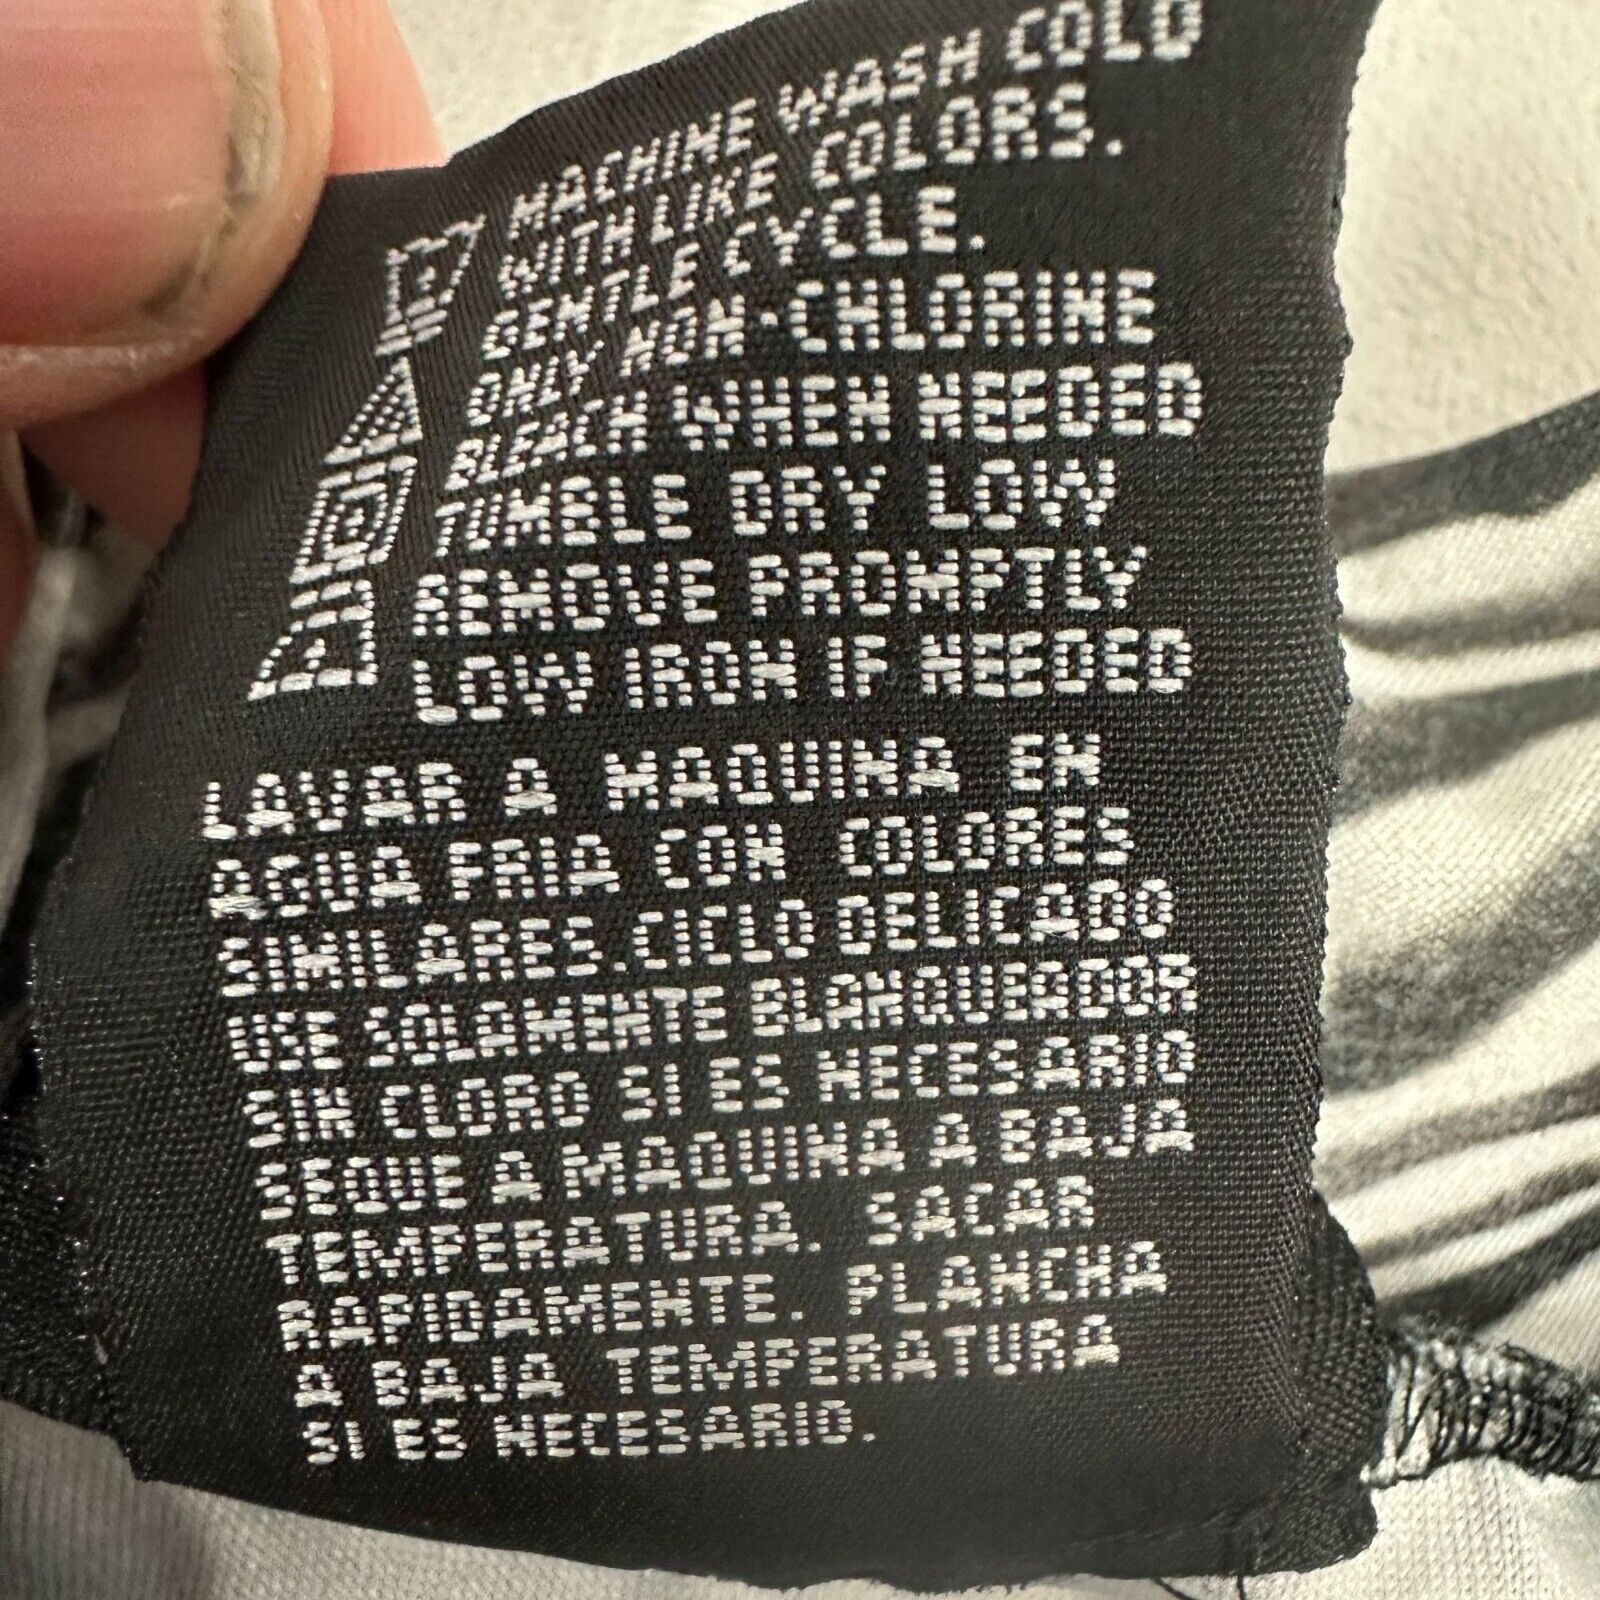 MACHINE WASH COLD
WITH LIKE COLORS.
GENTLE CYCLE.
ONLY NON-CHLORINE
BLEACH WHEN NEEDED
TUMBLE DRY LOW
REMOVE PROMPTLY
LOW IRON IF NEEDED
LAVAR A MAQUINA EN
AGUA FRIA CON COLORES
SIMILARES.CICLO DELICADO
USE SOLAMENTE BLANQUEADOR
SIN CLORO SI ES NECESARIO
SEQUE A MAQUINA A BAJA
TEMPERATURA. SACAR
RAPIDAMENTE. PLANCHA
A BAJA TEMPERATURA
SI ES NECESARIO.